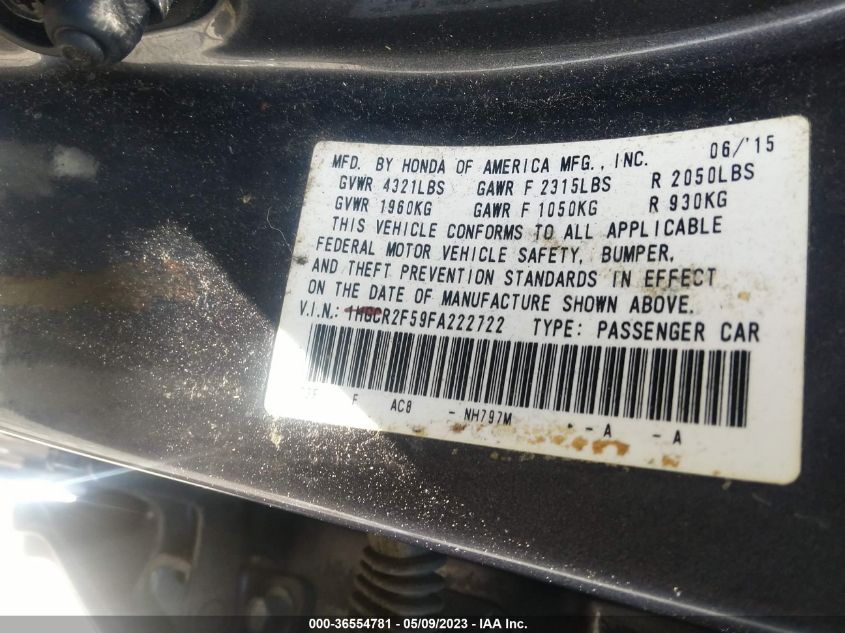 MFD. BY HONDA OF AMERICA MFG., INC. 06/'15
GVWR 4321LBS GAWR F 2315LBS R 2050LBS
GVWR 1960KG GAWR F 1050KG R 930KG
THIS VEHICLE CONFORMS TO ALL APPLICABLE
FEDERAL MOTOR VEHICLE SAFETY, BUMPER,
AND THEFT PREVENTION STANDARDS IN EFFECT
ON THE DATE OF MANUFACTURE SHOWN ABOVE.
V.I.N.: 1HGCR2F59FA222722 TYPE: PASSENGER CAR
F AC8 - NH797M - A - A
000-36554781 - 05/09/2023 - IAA Inc.